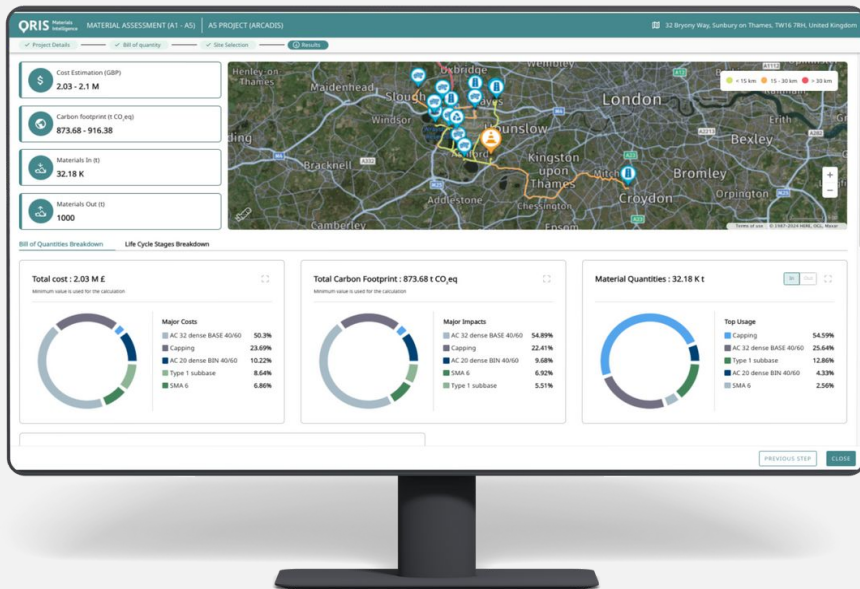 ORIS Materials Intelligence
MATERIAL ASSESSMENT (A1 - A5)
A5 PROJECT (ARCADIS)
32 Bryony Way, Sunbury on Thames, TW16 7RH, United Kingdom
Project Details
Bill of quantity
Site Selection
Results
Cost Estimation (GBP)
2.03 - 2.1 M
Carbon footprint (t CO₂eq)
873.68 - 916.38
Materials In (t)
32.18 K
Materials Out (t)
1000
Henley-on-Thames
Maidenhead
Slough
Uxbridge
Wembley
Windsor
Hayes
Hounslow
London
Erith
Bexley
Bracknell
Kingston upon Thames
Bromley
Croydon
Orpington
Addlestone
Chessington
Camberley
Epsom
< 15 km
15 - 30 km
> 30 km
+
−
Terms of use
Bill of Quantities Breakdown
Life Cycle Stages Breakdown
Total cost : 2.03 M £
Minimum value is used for the calculation
Major Costs
AC 32 dense BASE 40/60 50.3%
Capping 23.69%
AC 20 dense BIN 40/60 10.22%
Type 1 subbase 8.64%
SMA 6 6.86%
Total Carbon Footprint : 873.68 t CO₂eq
Minimum value is used for the calculation
Major Impacts
AC 32 dense BASE 40/60 54.89%
Capping 22.41%
AC 20 dense BIN 40/60 9.68%
SMA 6 6.92%
Type 1 subbase 5.51%
Material Quantities : 32.18 K t
In
Out
Top Usage
Capping 54.59%
AC 32 dense BASE 40/60 25.64%
Type 1 subbase 12.86%
AC 20 dense BIN 40/60 4.33%
SMA 6 2.56%
PREVIOUS STEP
CLOSE